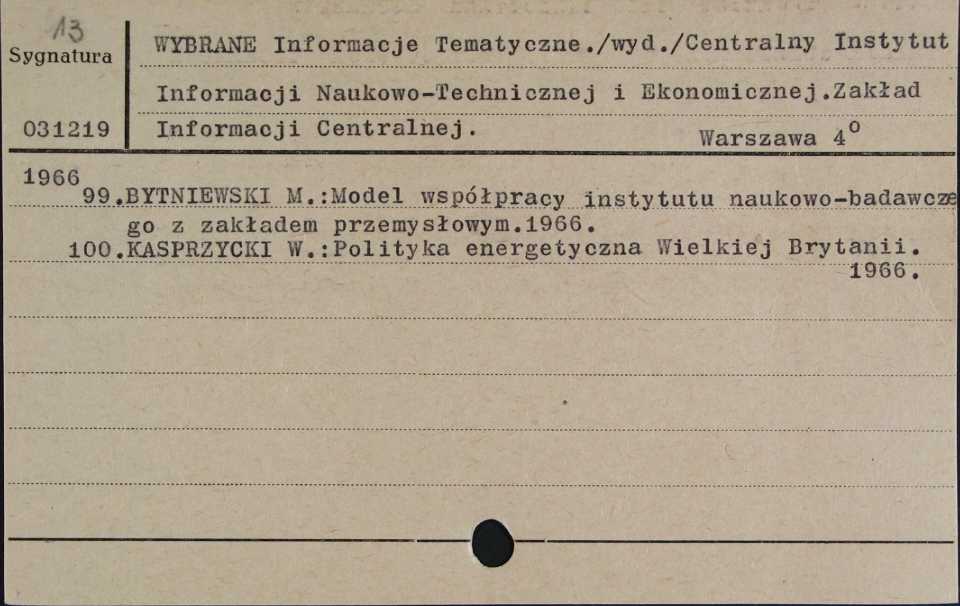 13
Sygnatura
WYBRANE Informacje Tematyczne./wyd./Centralny Instytut
Informacji Naukowo-Technicznej i Ekonomicznej.Zakład
031219
Informacji Centralnej.
Warszawa 4º
1966
99.BYTNIEWSKI M.:Model współpracy instytutu naukowo-badawcze
go z zakładem przemysłowym.1966.
100.KASPRZYCKI W.:Polityka energetyczna Wielkiej Brytanii.
1966.